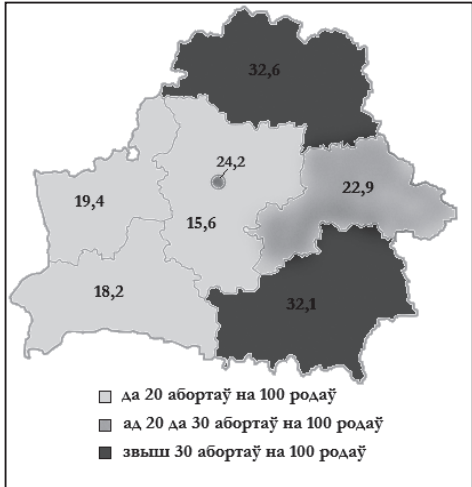 32,6
24,2
22,9
19,4
15,6
18,2
32,1
да 20 абортаў на 100 родаў
ад 20 да 30 абортаў на 100 родаў
звыш 30 абортаў на 100 родаў